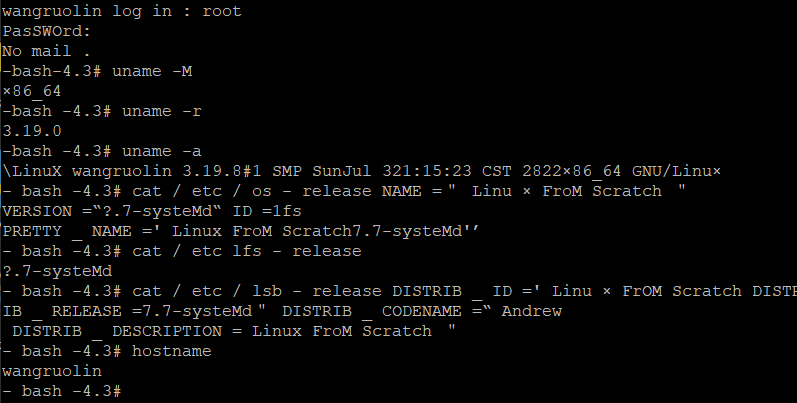 wangruolin log in : root
PasSWOrd:
No mail .
-bash-4.3# uname -M
×86_64
-bash -4.3# uname -r
3.19.0
-bash -4.3# uname -a
\LinuX wangruolin 3.19.8#1 SMP SunJul 321:15:23 CST 2822×86_64 GNU/Linu×
- bash -4.3# cat / etc / os - release NAME = "  Linu × FroM Scratch  "
VERSION =“?.7-systeMd“ ID =1fs
PRETTY _ NAME =' Linux FroM Scratch7.7-systeMd'’
- bash -4.3# cat / etc lfs - release
?.7-systeMd
- bash -4.3# cat / etc / lsb - release DISTRIB _ ID =' Linu × FrOM Scratch DISTR
IB _ RELEASE =7.7-systeMd "  DISTRIB _ CODENAME =“ Andrew
 DISTRIB _ DESCRIPTION = Linux FroM Scratch  "
- bash -4.3# hostname
wangruolin
- bash -4.3#